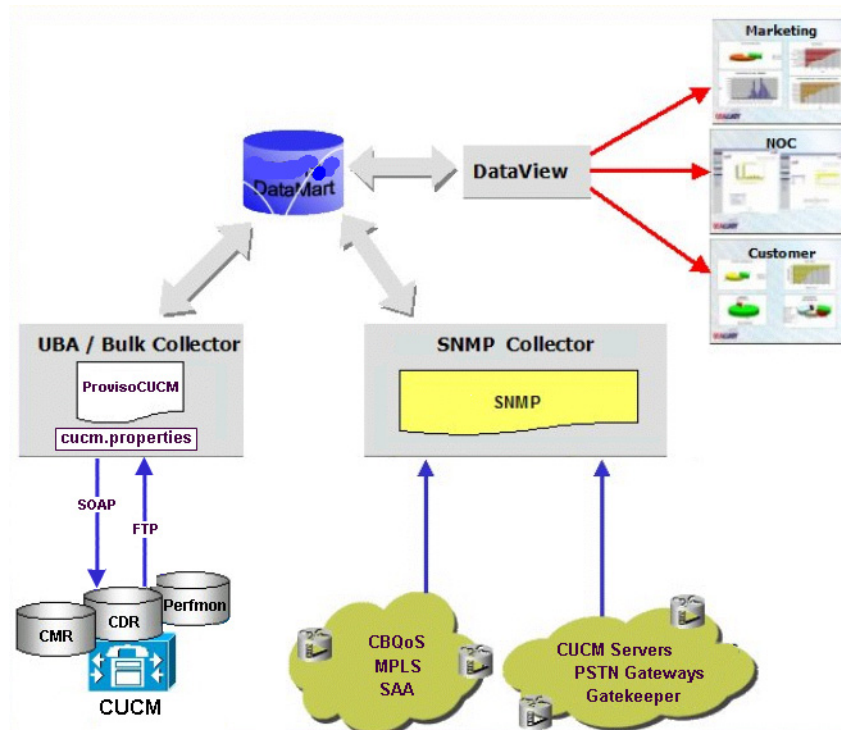 Marketing
NOC
DataMart
DataView
Customer
UBA / Bulk Collector
ProvisoCUCM
cucm.properties
SNMP Collector
SNMP
SOAP
FTP
CMR
CDR
Perfmon
CUCM
CBQoS
MPLS
SAA
CUCM Servers
PSTN Gateways
Gatekeeper